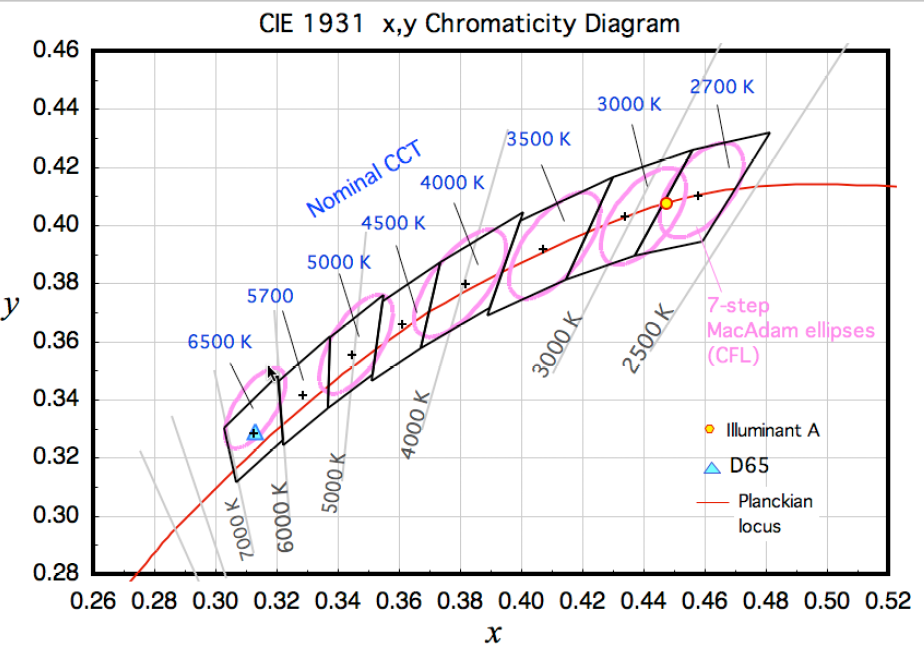 CIE 1931 x,y Chromaticity Diagram
0.46
0.44
0.42
0.40
0.38
0.36
0.34
0.32
0.30
0.28
y
2700 K
3000 K
3500 K
Nominal CCT
4000 K
4500 K
5000 K
5700
6500 K
7-step
MacAdam ellipses
(CFL)
7000 K
6000 K
5000 K
4000 K
3000 K
2500 K
Illuminant A
D65
Planckian
locus
0.26 0.28 0.30 0.32 0.34 0.36 0.38 0.40 0.42 0.44 0.46 0.48 0.50 0.52
x